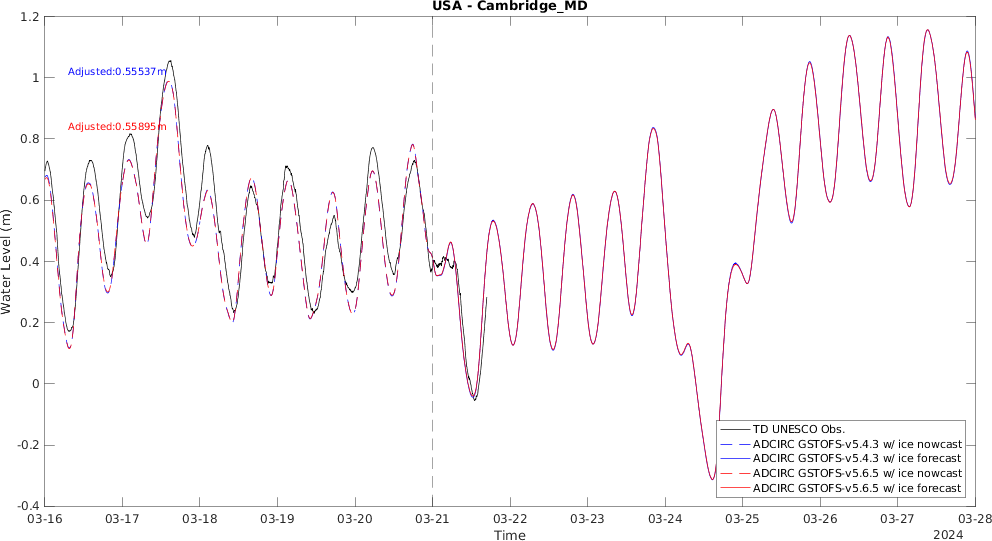 USA - Cambridge_MD
1.2
1
0.8
0.6
0.4
0.2
0
-0.2
-0.4
Water Level (m)
Adjusted:0.55537m
Adjusted:0.55895m
TD UNESCO Obs.
ADCIRC GSTOFS-v5.4.3 w/ ice nowcast
ADCIRC GSTOFS-v5.4.3 w/ ice forecast
ADCIRC GSTOFS-v5.6.5 w/ ice nowcast
ADCIRC GSTOFS-v5.6.5 w/ ice forecast
03-16 03-17 03-18 03-19 03-20 03-21 03-22 03-23 03-24 03-25 03-26 03-27 03-28
Time
2024